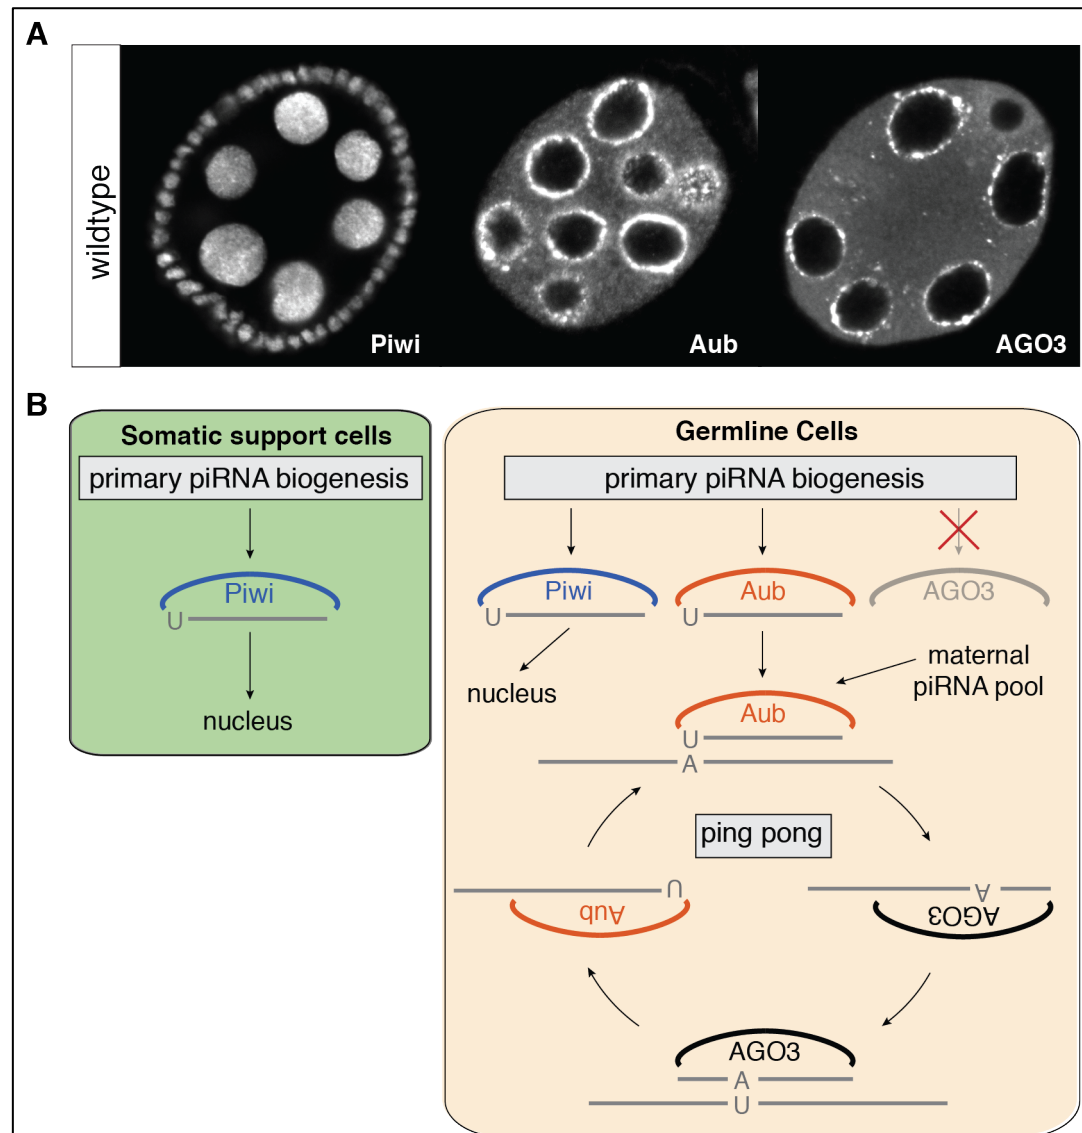 A
wildtype
Piwi
Aub
AGO3
B
Somatic support cells
primary piRNA biogenesis
Piwi
U
nucleus
Germline Cells
primary piRNA biogenesis
Piwi
U
nucleus
Aub
U
AGO3
maternal
piRNA pool
Aub
U
A
ping pong
U
Aub
A
AGO3
AGO3
A
U